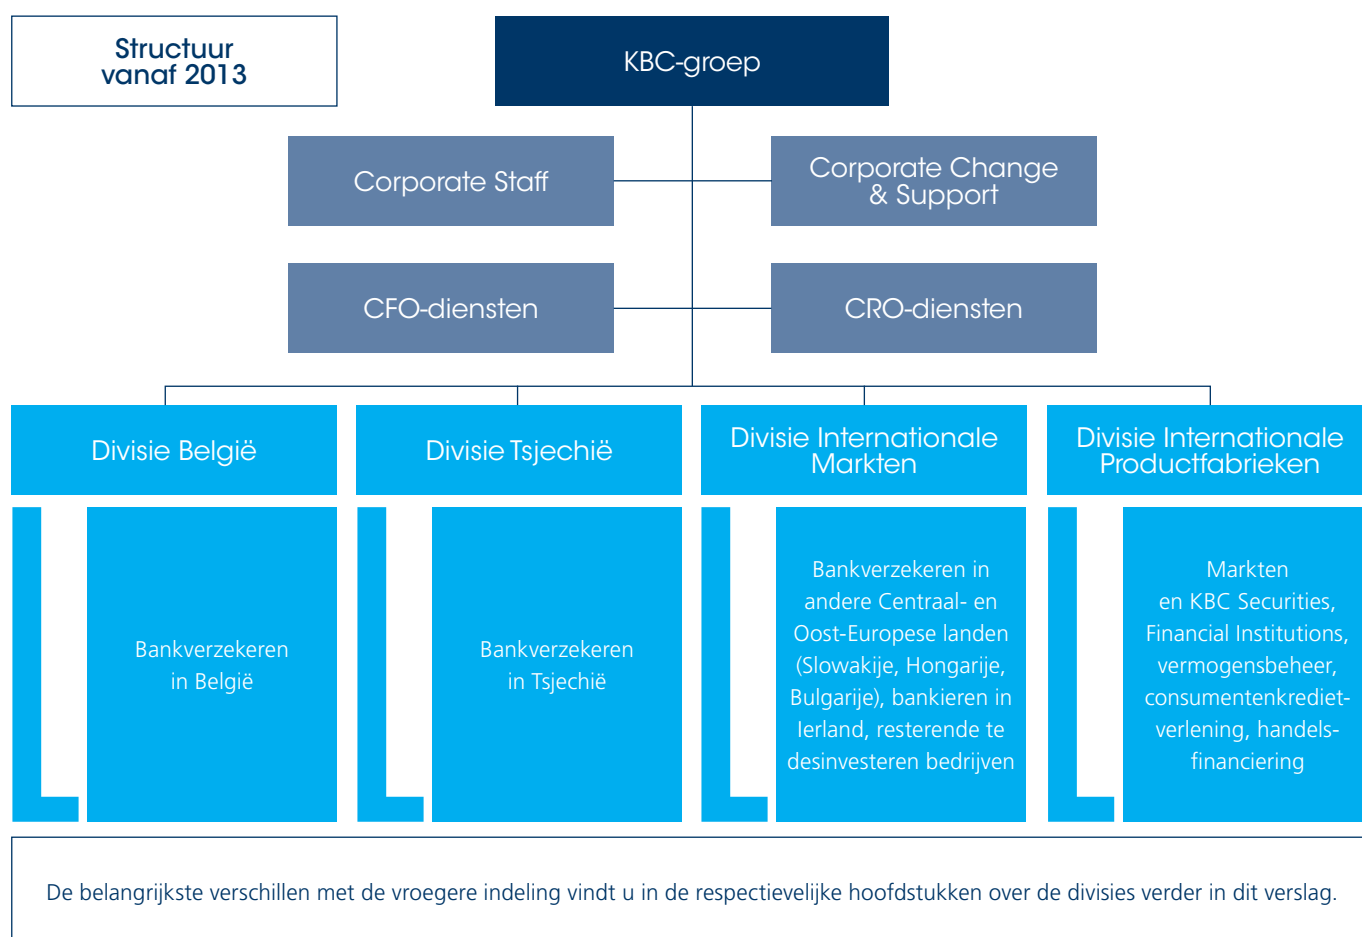 Structuur
vanaf 2013
KBC-groep
Corporate Staff
Corporate Change
& Support
CFO-diensten
CRO-diensten
Divisie België
Divisie Tsjechië
Divisie Internationale
Markten
Divisie Internationale
Productfabrieken
Bankverzekeren
in België
Bankverzekeren
in Tsjechië
Bankverzekeren in
andere Centraal- en
Oost-Europese landen
(Slowakije, Hongarije,
Bulgarije), bankieren in
Ierland, resterende te
desinvesteren bedrijven
Markten
en KBC Securities,
Financial Institutions,
vermogensbeheer,
consumentenkrediet-
verlening, handels-
financiering
De belangrijkste verschillen met de vroegere indeling vindt u in de respectievelijke hoofdstukken over de divisies verder in dit verslag.